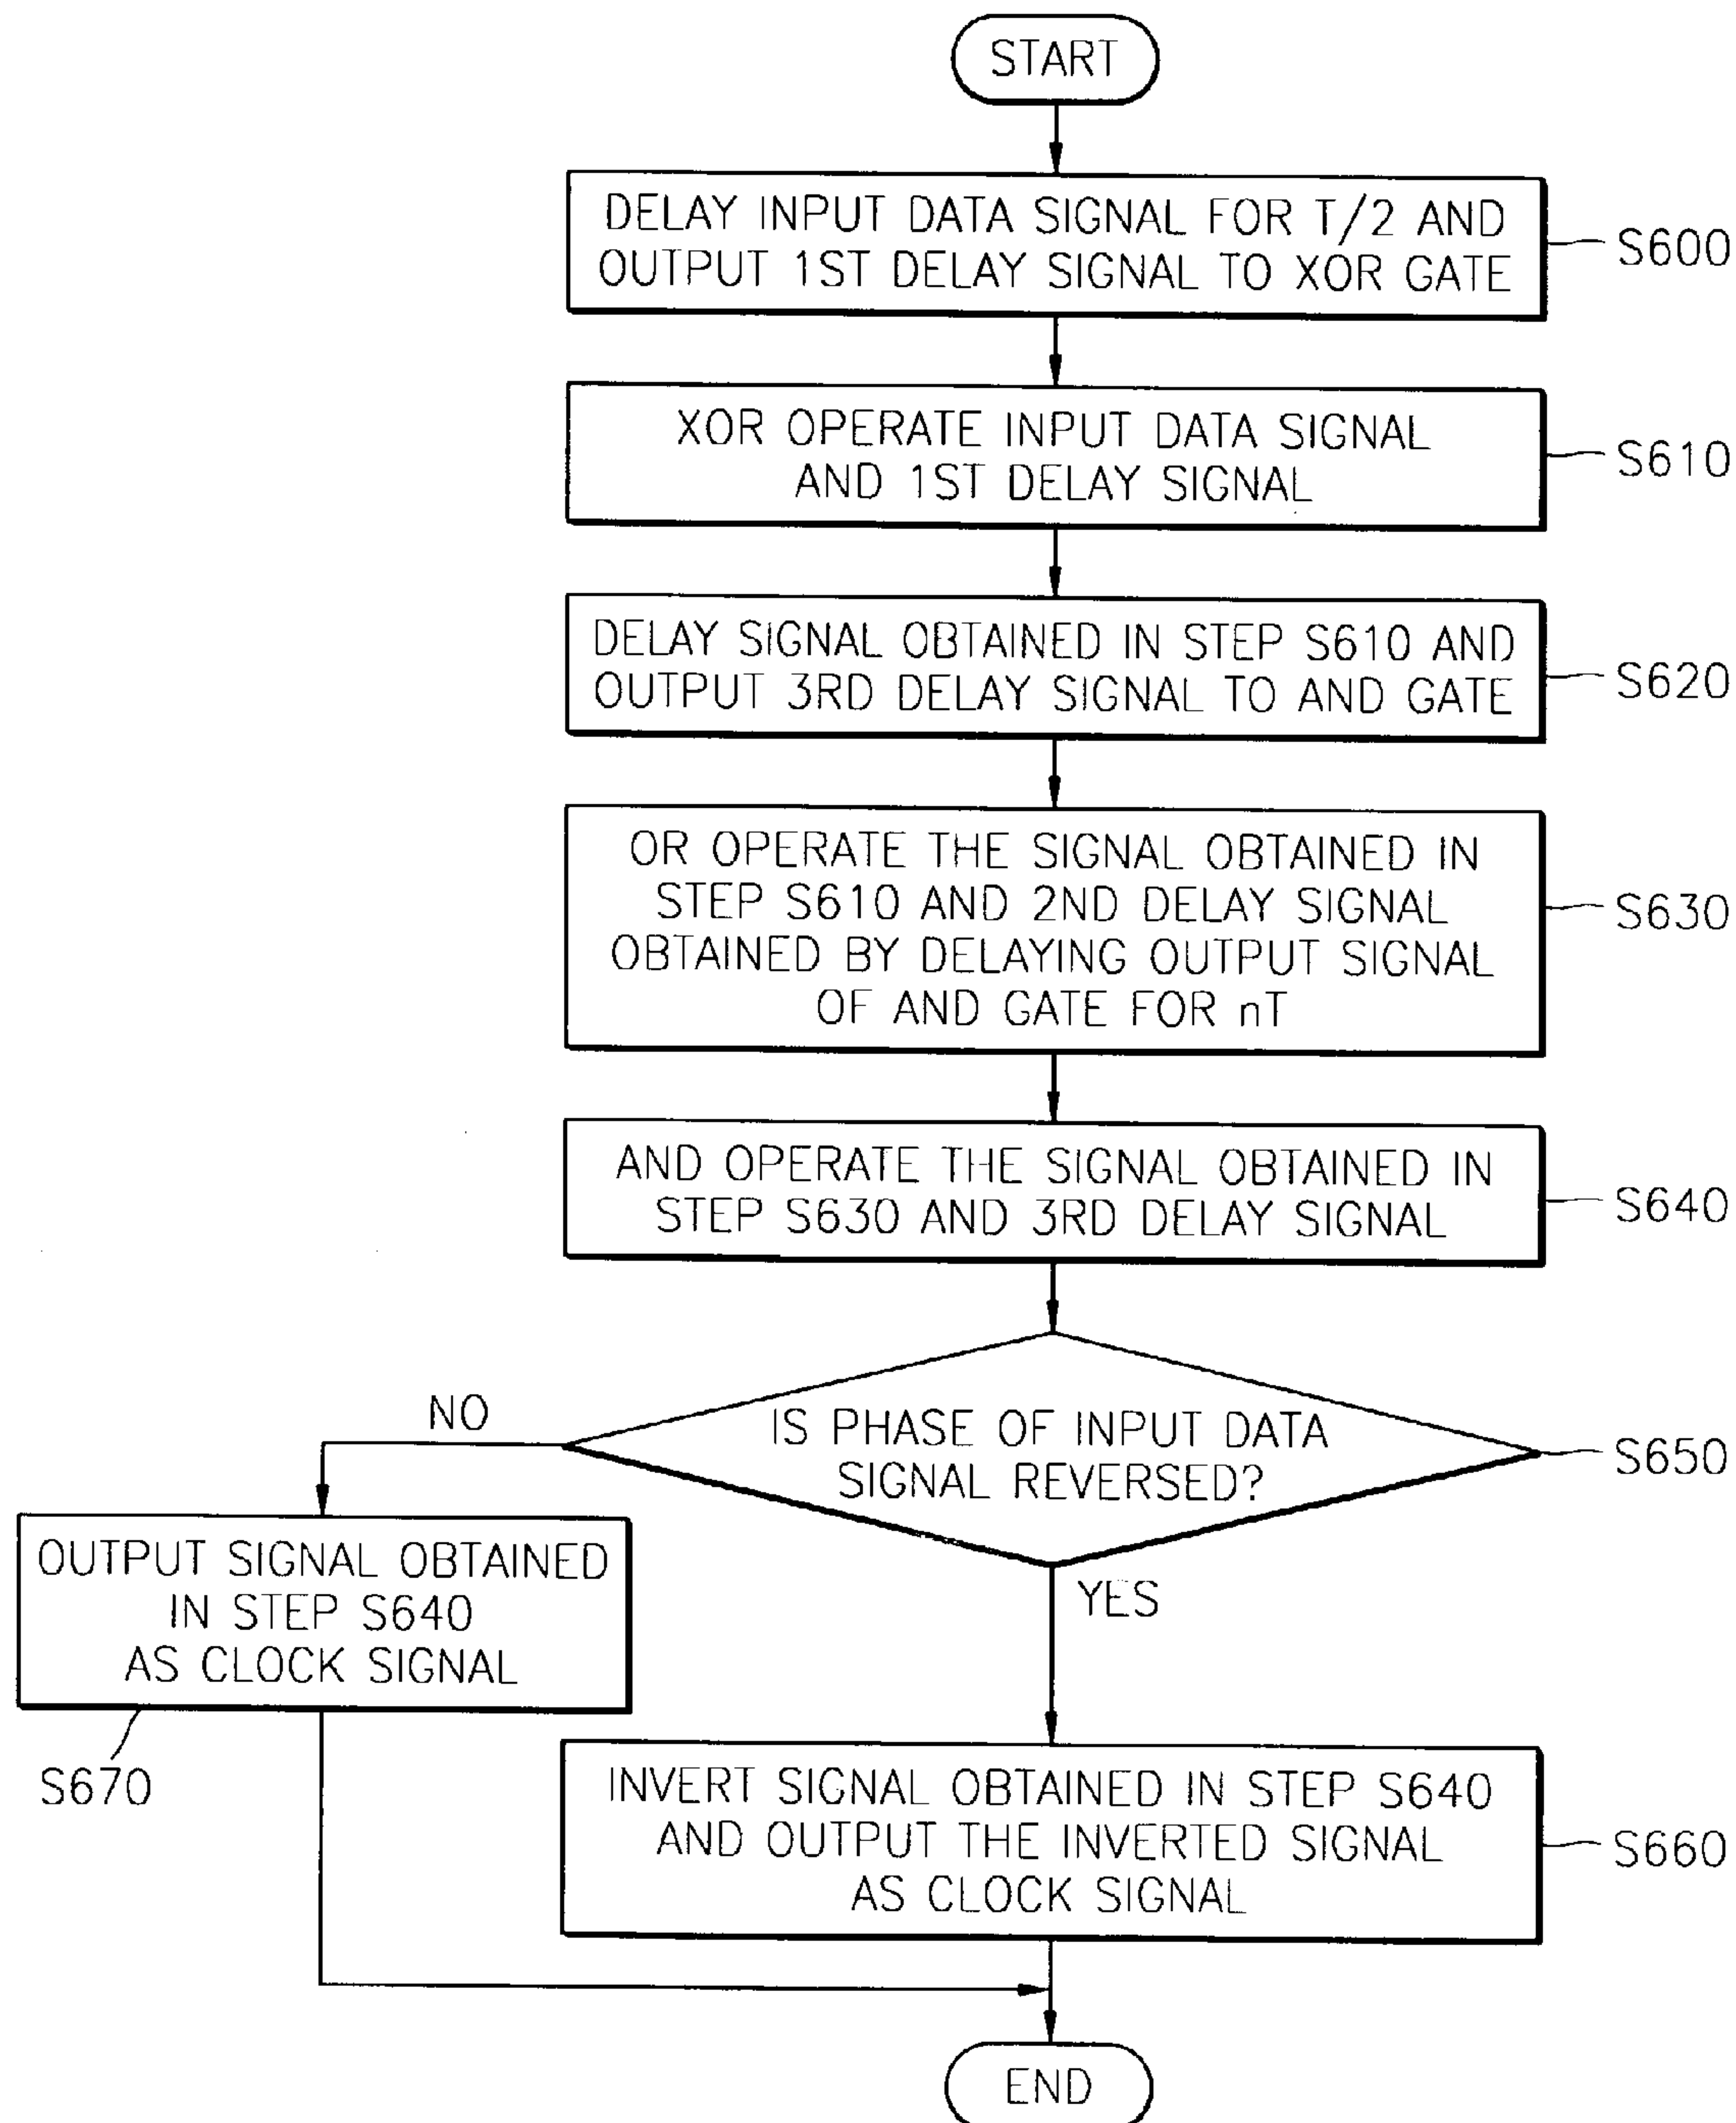 START
DELAY INPUT DATA SIGNAL FOR T/2 AND
OUTPUT 1ST DELAY SIGNAL TO XOR GATE
S600
XOR OPERATE INPUT DATA SIGNAL
AND 1ST DELAY SIGNAL
S610
DELAY SIGNAL OBTAINED IN STEP S610 AND
OUTPUT 3RD DELAY SIGNAL TO AND GATE
S620
OR OPERATE THE SIGNAL OBTAINED IN
STEP S610 AND 2ND DELAY SIGNAL
OBTAINED BY DELAYING OUTPUT SIGNAL
OF AND GATE FOR nT
S630
AND OPERATE THE SIGNAL OBTAINED IN
STEP S630 AND 3RD DELAY SIGNAL
S640
IS PHASE OF INPUT DATA
SIGNAL REVERSED?
S650
NO
YES
OUTPUT SIGNAL OBTAINED
IN STEP S640
AS CLOCK SIGNAL
S670
INVERT SIGNAL OBTAINED IN STEP S640
AND OUTPUT THE INVERTED SIGNAL
AS CLOCK SIGNAL
S660
END